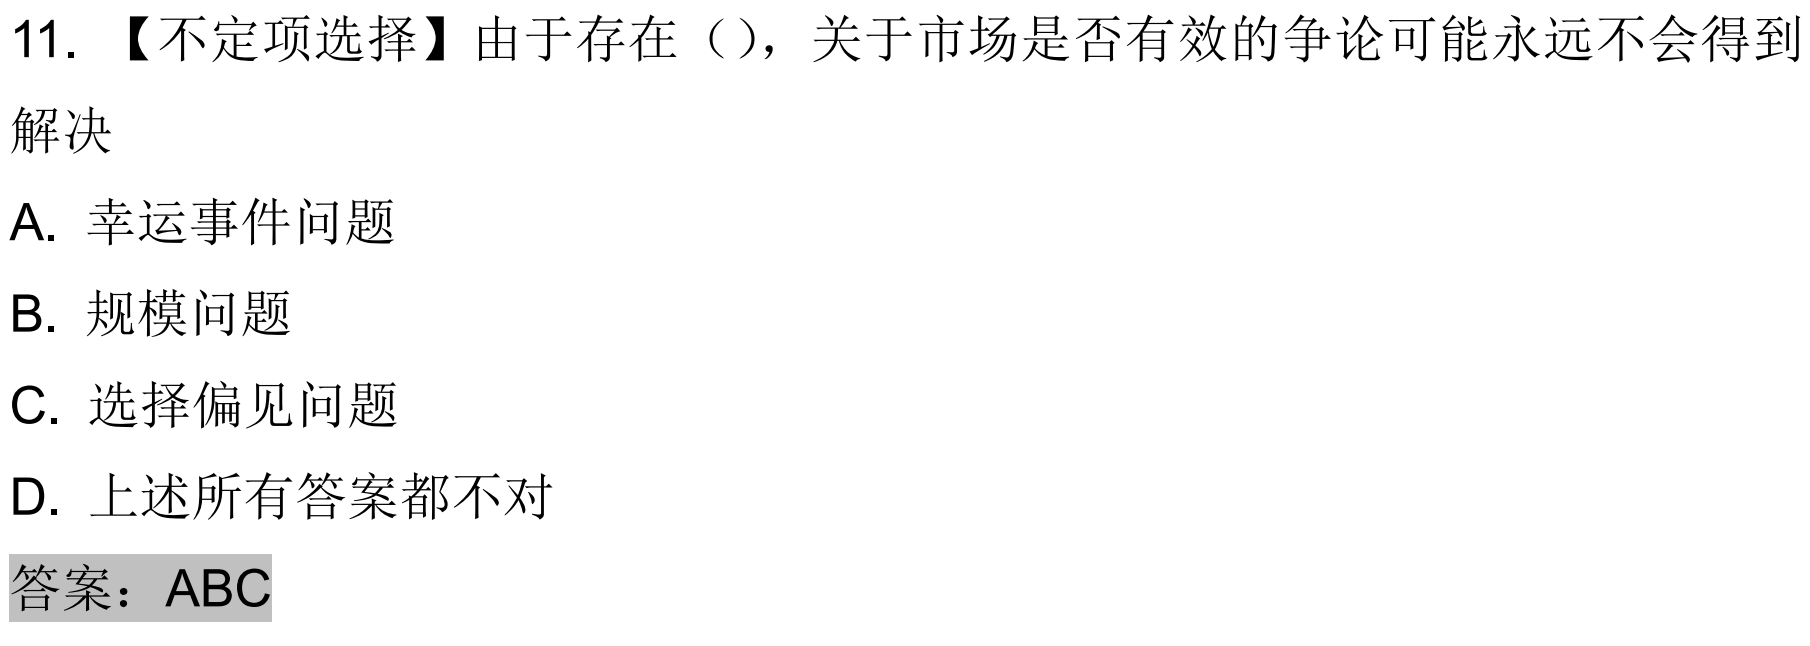 11. 【不定项选择】由于存在（），关于市场是否有效的争论可能永远不会得到
解决
A. 幸运事件问题
B. 规模问题
C. 选择偏见问题
D. 上述所有答案都不对
答案：ABC